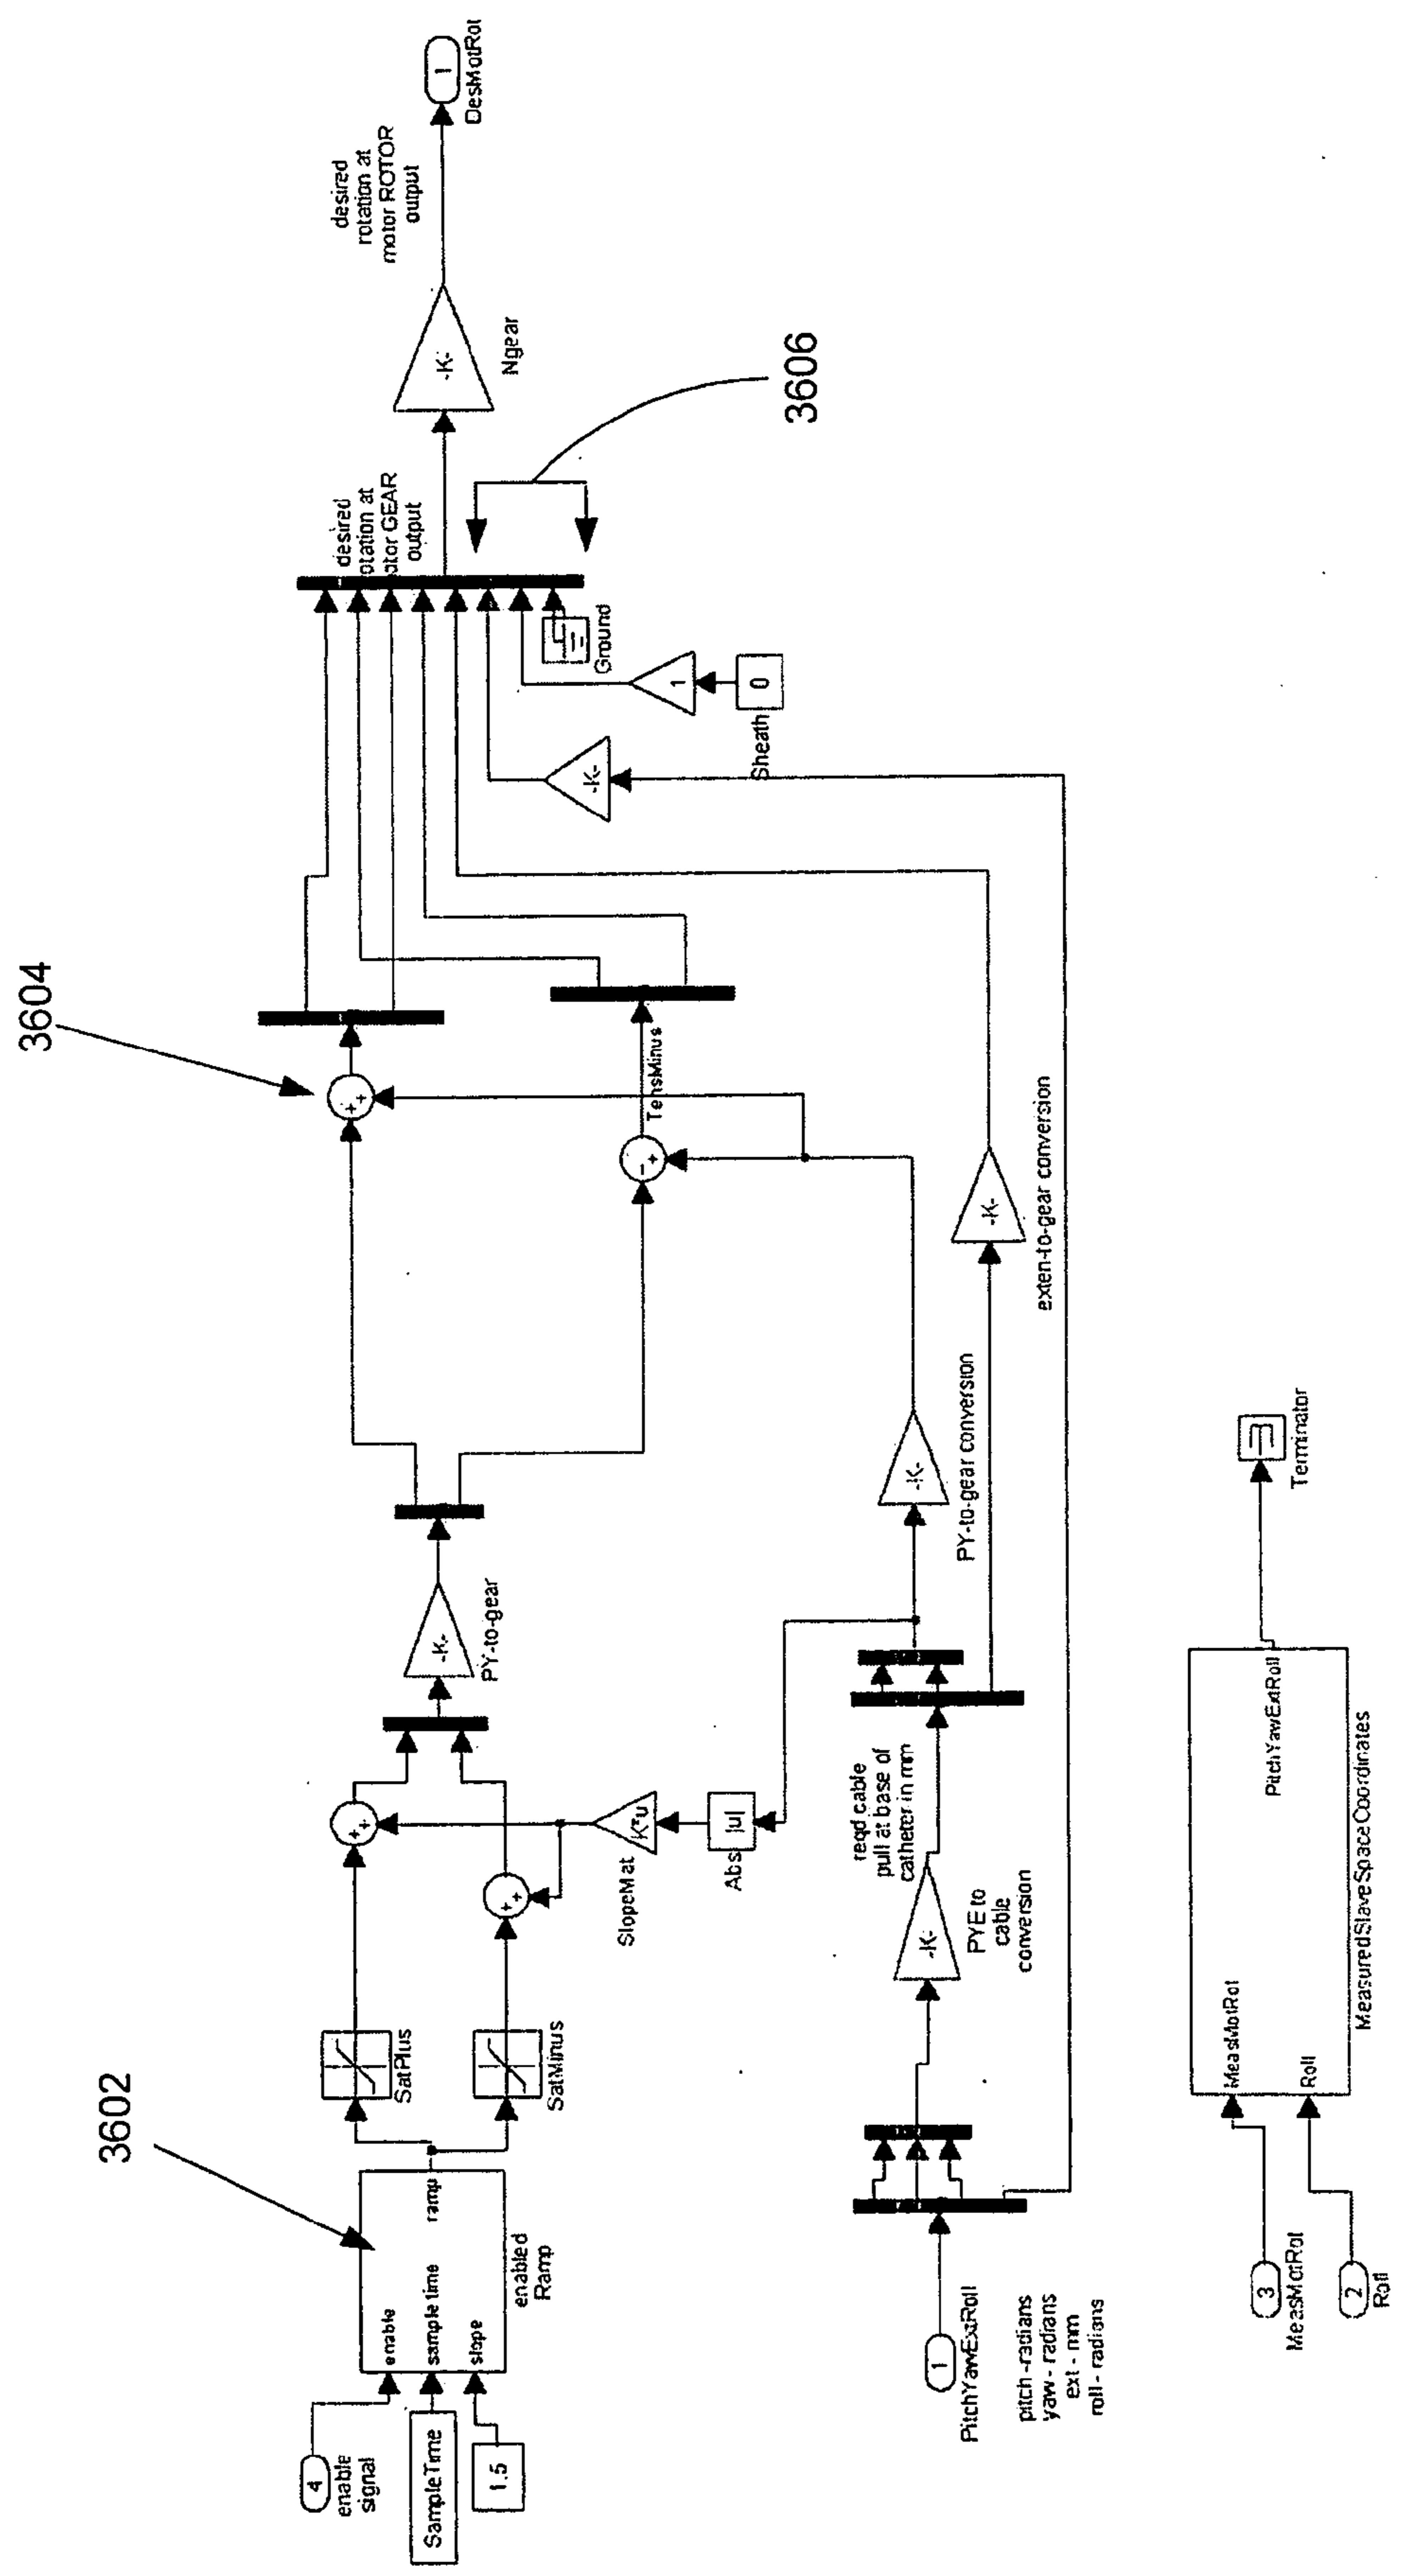 3602
3604
4
enable
signal
SampleTime
1.5
enable
sample time
slope
ramp
enabled
Ramp
SatPlus
SatMinus
+
+
+
+
SlopeMat
K*u
Abs
|u|
-K-
PY-to-gear
+
+
-
+
TensMinus
desired
otation at
otor GEAR
output
-K-
Ngear
desired
rotation at
motor ROTOR
output
1
DesMotRot
3606
Ground
1
0
Sheath
-K-
1
PitchYawExtRoll
pitch -radians
yaw - radians
ext - mm
roll - radians
-K-
PYE to
cable
conversion
reqd cable
pull at base of
catheter in mm
-K-
PY-to-gear conversion
-K-
exten-to-gear conversion
3
MeasMotRot
2
Roll
MeasMotRot
Roll
PitchYawExtRoll
MeasuredSlaveSpaceCoordinates
Terminator